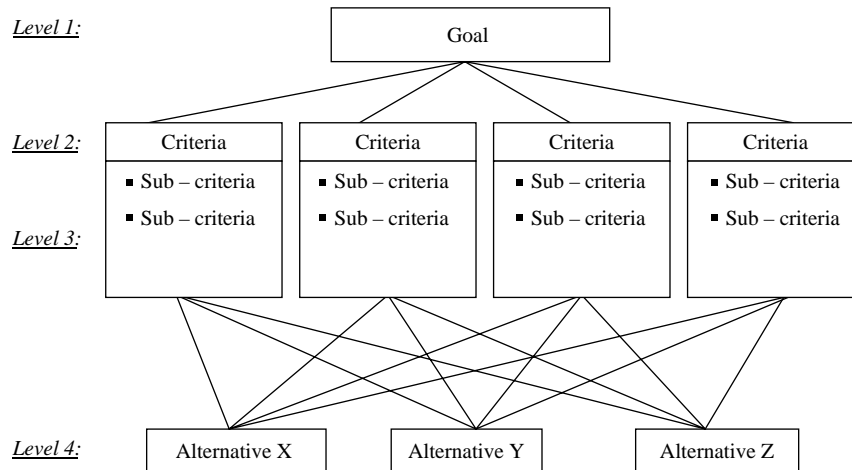 Level 1:
Goal
Level 2:
Criteria
Criteria
Criteria
Criteria
▪ Sub – criteria
▪ Sub – criteria
▪ Sub – criteria
▪ Sub – criteria
▪ Sub – criteria
▪ Sub – criteria
▪ Sub – criteria
▪ Sub – criteria
Level 3:
Level 4:
Alternative X
Alternative Y
Alternative Z